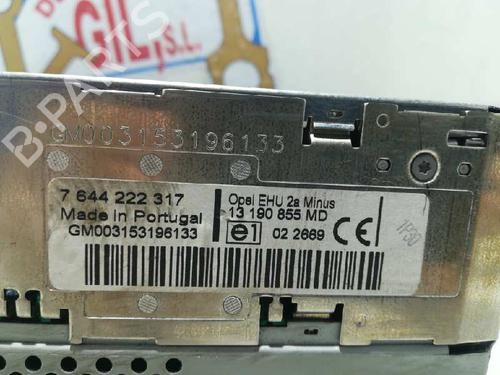 GIL, S.L.
B-PARTS
GM003153196133
7 644 222 317
Made in Portugal
GM003153196133
Opel EHU 2a Minus
13 190 855 MD
e1 02 2669 CE
1P30